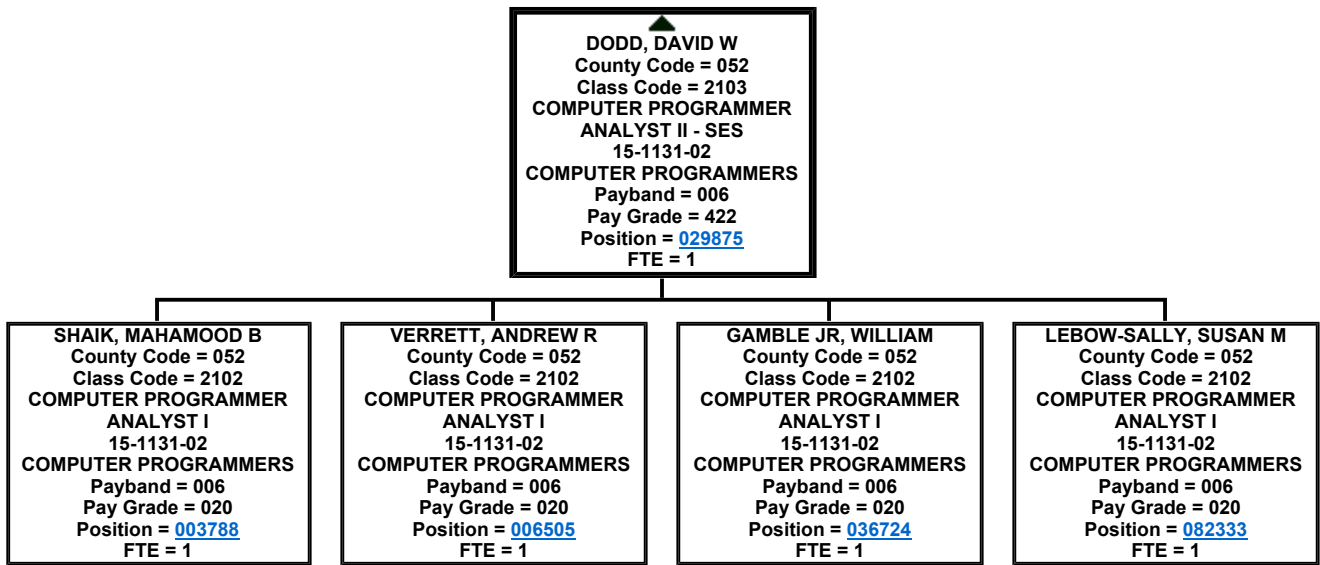 DODD, DAVID W
County Code = 052
Class Code = 2103
COMPUTER PROGRAMMER
ANALYST II - SES
15-1131-02
COMPUTER PROGRAMMERS
Payband = 006
Pay Grade = 422
Position = 029875
FTE = 1
SHAIK, MAHAMOOD B
County Code = 052
Class Code = 2102
COMPUTER PROGRAMMER
ANALYST I
15-1131-02
COMPUTER PROGRAMMERS
Payband = 006
Pay Grade = 020
Position = 003788
FTE = 1
VERRETT, ANDREW R
County Code = 052
Class Code = 2102
COMPUTER PROGRAMMER
ANALYST I
15-1131-02
COMPUTER PROGRAMMERS
Payband = 006
Pay Grade = 020
Position = 006505
FTE = 1
GAMBLE JR, WILLIAM
County Code = 052
Class Code = 2102
COMPUTER PROGRAMMER
ANALYST I
15-1131-02
COMPUTER PROGRAMMERS
Payband = 006
Pay Grade = 020
Position = 036724
FTE = 1
LEBOW-SALLY, SUSAN M
County Code = 052
Class Code = 2102
COMPUTER PROGRAMMER
ANALYST I
15-1131-02
COMPUTER PROGRAMMERS
Payband = 006
Pay Grade = 020
Position = 082333
FTE = 1